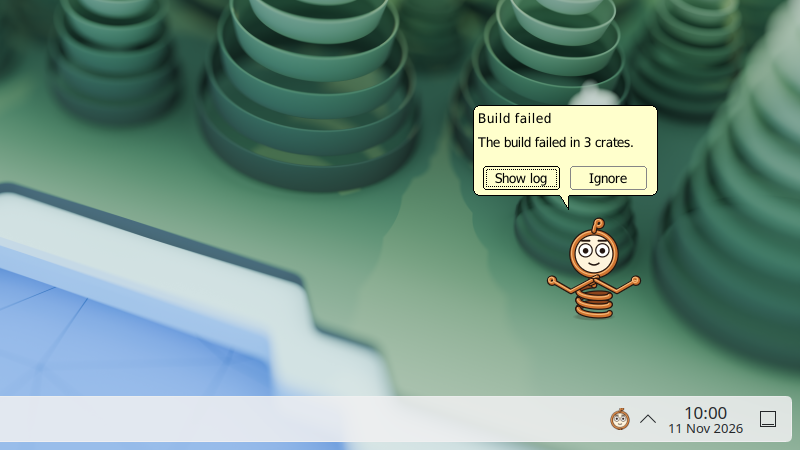 Build failed
The build failed in 3 crates.
Show log
Ignore
10:00
11 Nov 2026